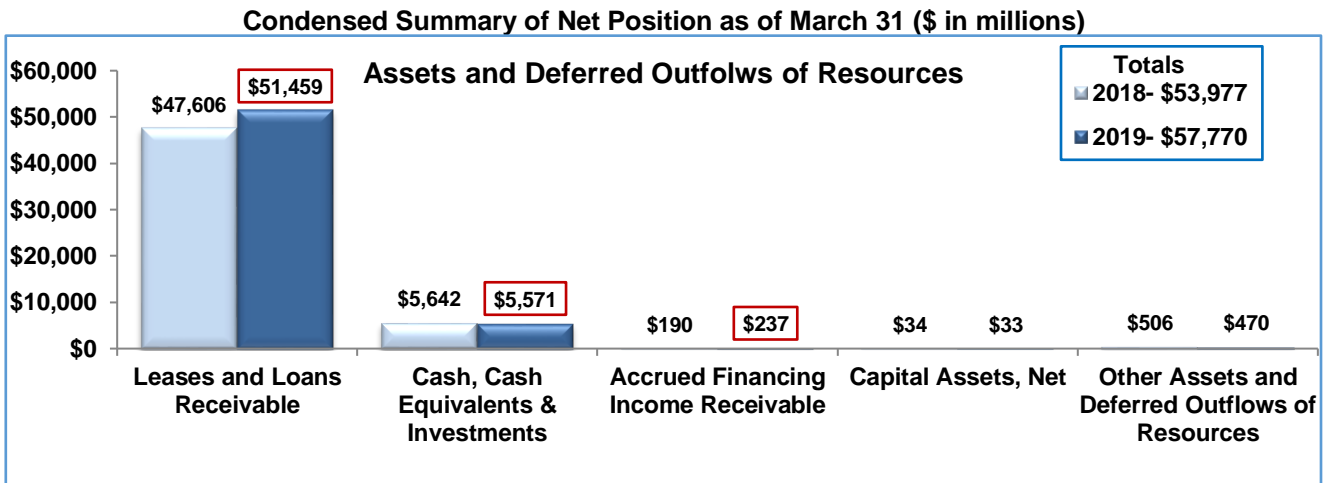 Condensed Summary of Net Position as of March 31 ($ in millions)
Assets and Deferred Outfolws of Resources
Totals
2018- $53,977
2019- $57,770
$60,000
$50,000
$40,000
$30,000
$20,000
$10,000
$0
$47,606
$51,459
$5,642
$5,571
$190
$237
$34
$33
$506
$470
Leases and Loans
Receivable
Cash, Cash
Equivalents &
Investments
Accrued Financing
Income Receivable
Capital Assets, Net
Other Assets and
Deferred Outflows of
Resources